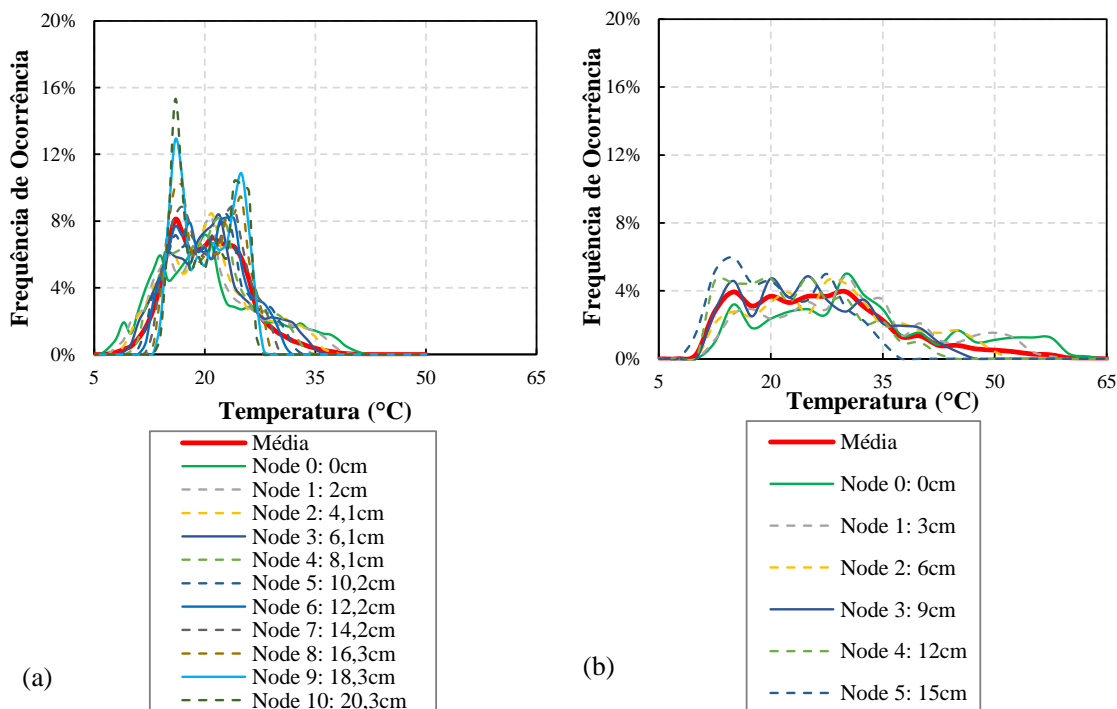 20%
16%
12%
8%
4%
0%
Frequência de Ocorrência
5
20
35
50
65
Temperatura (°C)
Média
Node 0: 0cm
Node 1: 2cm
Node 2: 4,1cm
Node 3: 6,1cm
Node 4: 8,1cm
Node 5: 10,2cm
Node 6: 12,2cm
Node 7: 14,2cm
Node 8: 16,3cm
Node 9: 18,3cm
Node 10: 20,3cm
(a)
20%
16%
12%
8%
4%
0%
Frequência de Ocorrência
5
20
35
50
65
Temperatura (°C)
Média
Node 0: 0cm
Node 1: 3cm
Node 2: 6cm
Node 3: 9cm
Node 4: 12cm
Node 5: 15cm
(b)